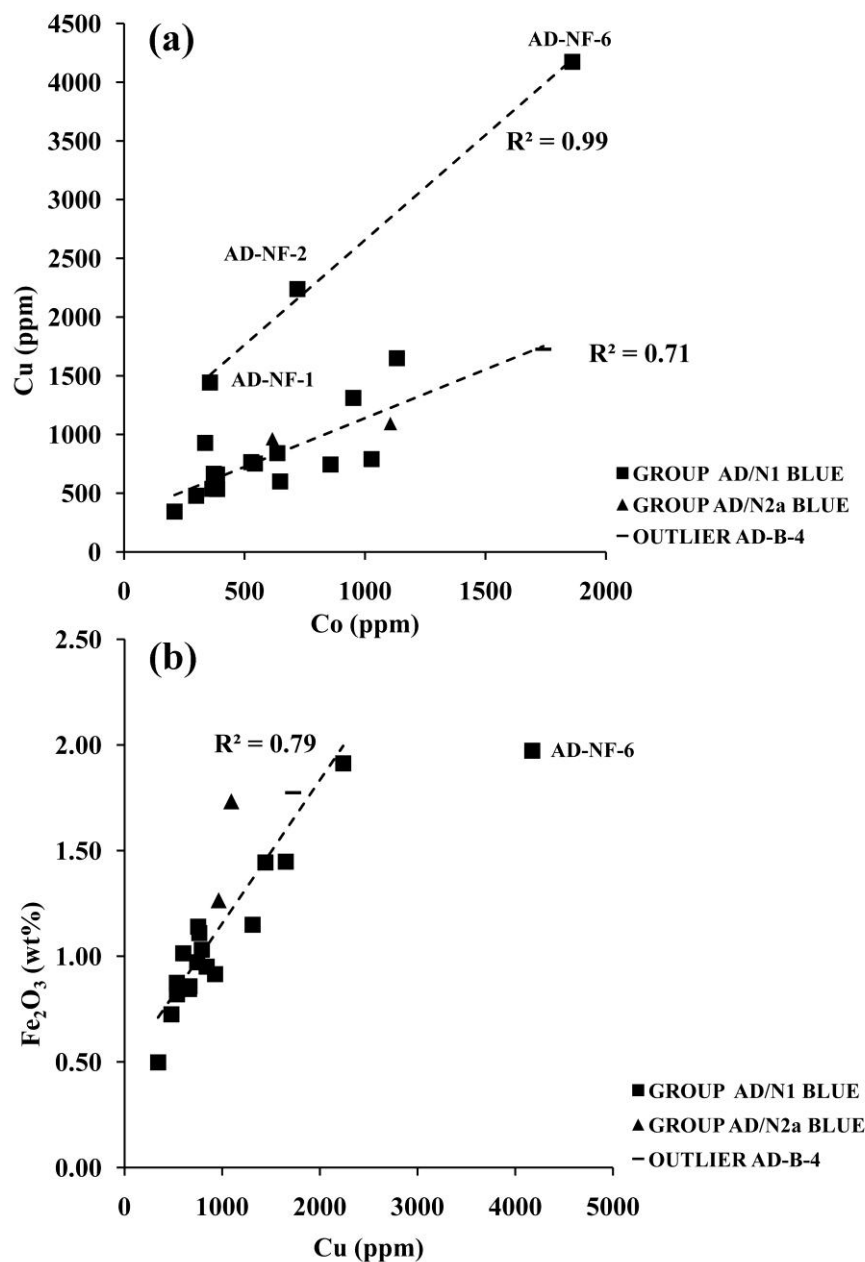 (a)
AD-NF-6
R² = 0.99
AD-NF-2
AD-NF-1
R² = 0.71
Cu (ppm)
4500
4000
3500
3000
2500
2000
1500
1000
500
0
0 500 1000 1500 2000
Co (ppm)
GROUP AD/N1 BLUE
GROUP AD/N2a BLUE
OUTLIER AD-B-4
(b)
R² = 0.79
AD-NF-6
Fe₂O₃ (wt%)
2.50
2.00
1.50
1.00
0.50
0.00
0 1000 2000 3000 4000 5000
Cu (ppm)
GROUP AD/N1 BLUE
GROUP AD/N2a BLUE
OUTLIER AD-B-4